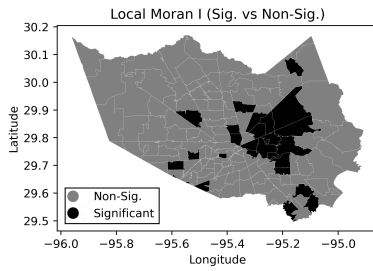 Local Moran I (Sig. vs Non-Sig.)
30.2
30.1
30.0
29.9
29.8
29.7
29.6
29.5
Latitude
Non-Sig.
Significant
−96.0 −95.8 −95.6 −95.4 −95.2 −95.0
Longitude